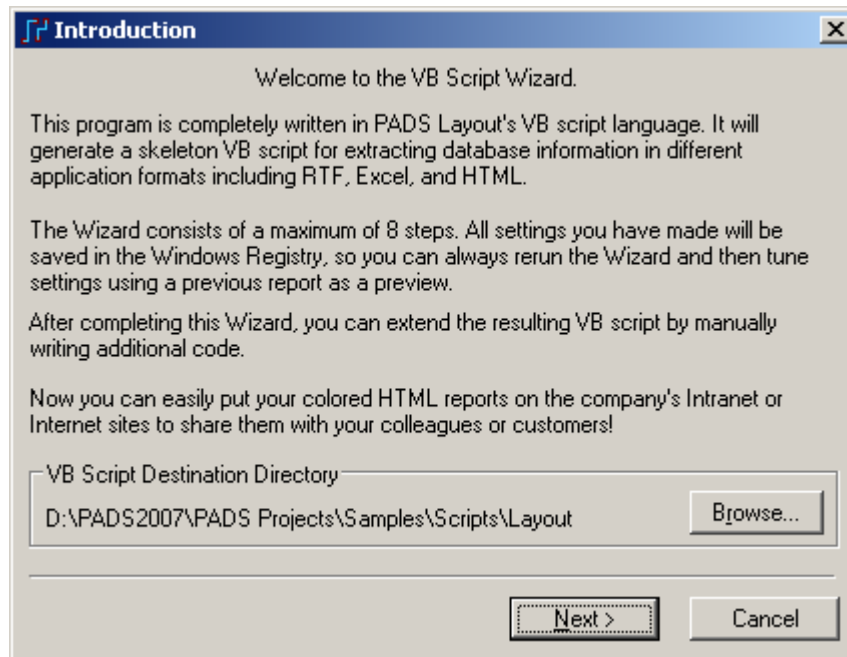 Introduction
Welcome to the VB Script Wizard.
This program is completely written in PADS Layout's VB script language. It will
generate a skeleton VB script for extracting database information in different
application formats including RTF, Excel, and HTML.
The Wizard consists of a maximum of 8 steps. All settings you have made will be
saved in the Windows Registry, so you can always rerun the Wizard and then tune
settings using a previous report as a preview.
After completing this Wizard, you can extend the resulting VB script by manually
writing additional code.
Now you can easily put your colored HTML reports on the company's Intranet or
Internet sites to share them with your colleagues or customers!
VB Script Destination Directory
D:\PADS2007\PADS Projects\Samples\Scripts\Layout
Browse...
Next >
Cancel